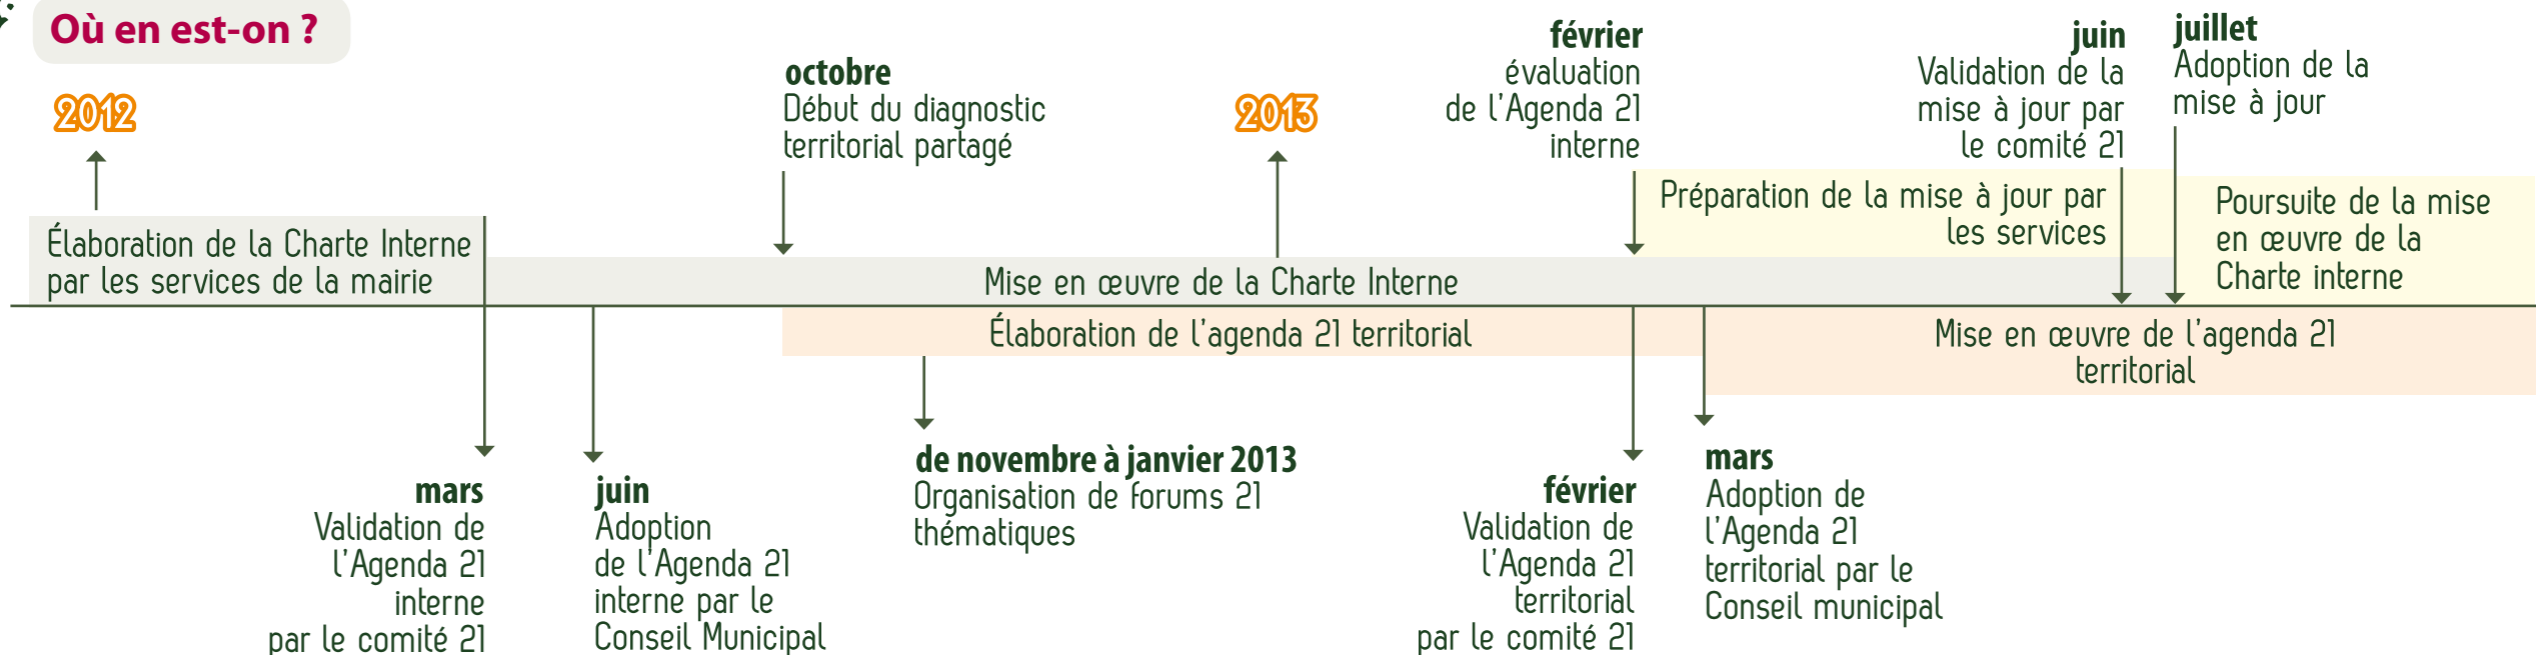 Où en est-on ?
2012
octobre
Début du diagnostic
territorial partagé
2013
février
évaluation
de l'Agenda 21
interne
juin
Validation de la
mise à jour par
le comité 21
juillet
Adoption de la
mise à jour
Élaboration de la Charte Interne
par les services de la mairie
Mise en œuvre de la Charte Interne
Préparation de la mise à jour par
les services
Poursuite de la mise
en œuvre de la
Charte interne
Élaboration de l'agenda 21 territorial
Mise en œuvre de l'agenda 21
territorial
mars
Validation de
l'Agenda 21
interne
par le comité 21
juin
Adoption
de l'Agenda 21
interne par le
Conseil Municipal
de novembre à janvier 2013
Organisation de forums 21
thématiques
février
Validation de
l'Agenda 21
territorial
par le comité 21
mars
Adoption de
l'Agenda 21
territorial par le
Conseil municipal